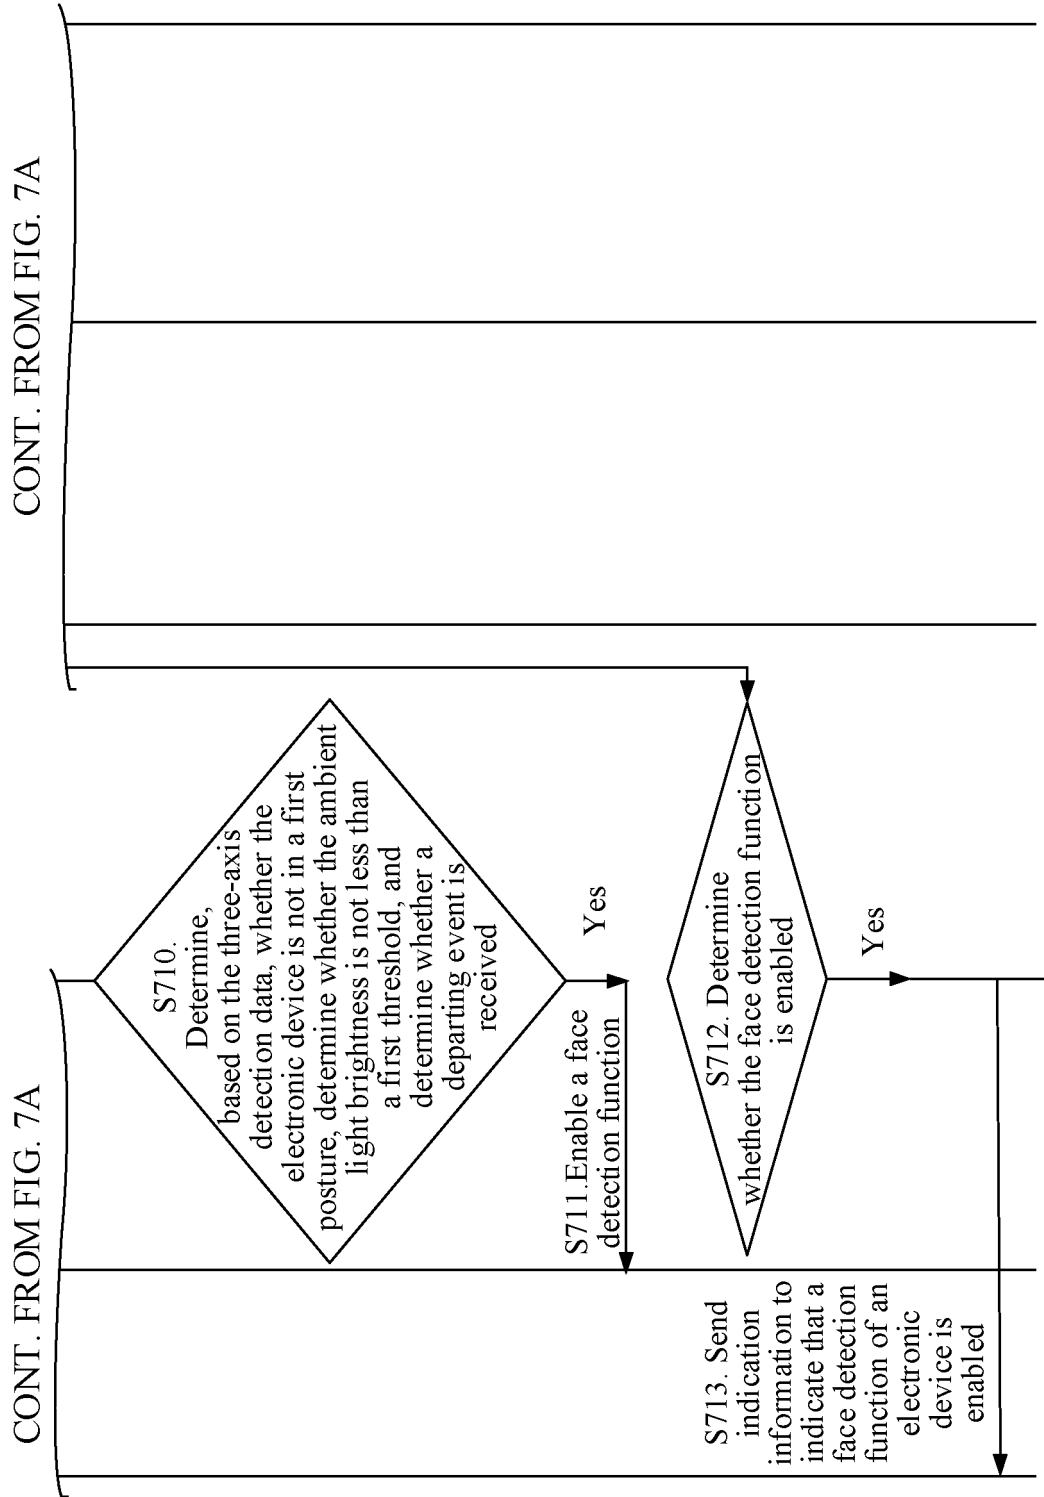 CONT. FROM FIG. 7A
CONT. FROM FIG. 7A
S710.
Determine,
based on the three-axis
detection data, whether the
electronic device is not in a first
posture, determine whether the ambient
light brightness is not less than
a first threshold, and
determine whether a
departing event is
received
Yes
S711.Enable a face
detection function
S712. Determine
whether the face detection function
is enabled
Yes
S713. Send
indication
information to
indicate that a
face detection
function of an
electronic
device is
enabled